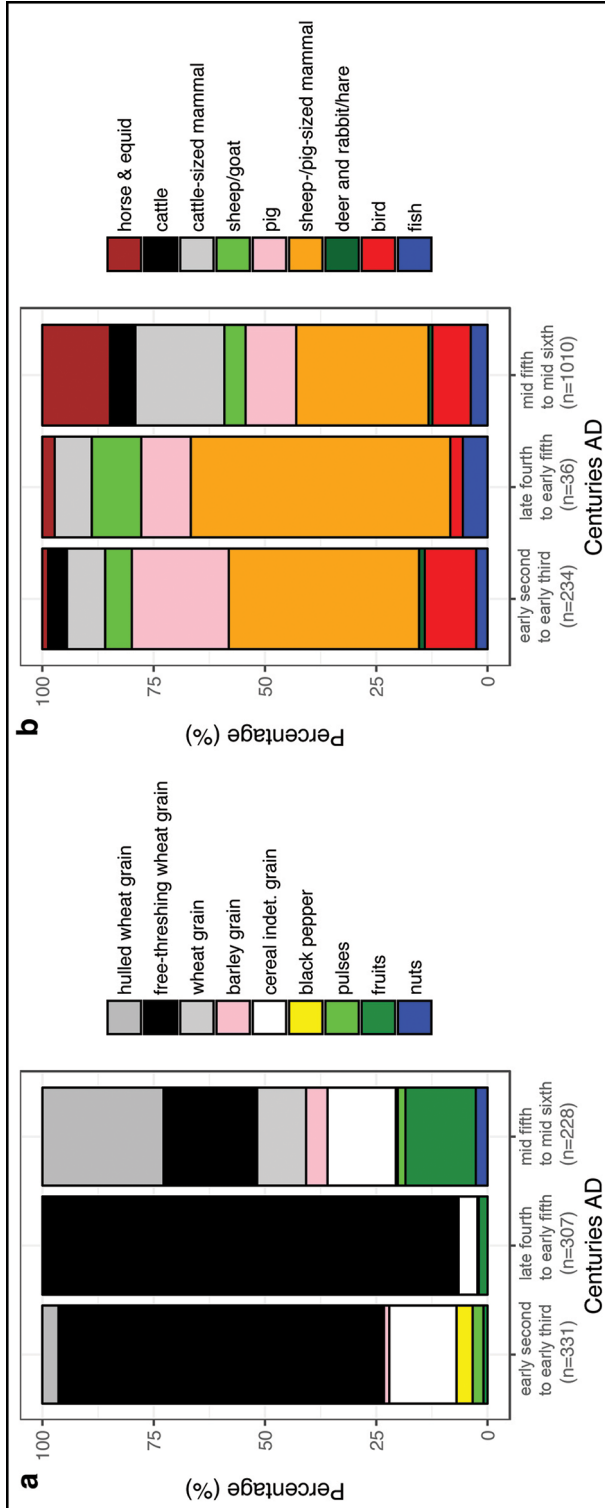 a
Percentage (%)
100
75
50
25
0
early second
to early third
(n=331)
late fourth
to early fifth
(n=307)
mid fifth
to mid sixth
(n=228)
Centuries AD
hulled wheat grain
free-threshing wheat grain
wheat grain
barley grain
cereal indet. grain
black pepper
pulses
fruits
nuts
b
Percentage (%)
100
75
50
25
0
early second
to early third
(n=234)
late fourth
to early fifth
(n=36)
mid fifth
to mid sixth
(n=1010)
Centuries AD
horse & equid
cattle
cattle-sized mammal
sheep/goat
pig
sheep-/pig-sized mammal
deer and rabbit/hare
bird
fish